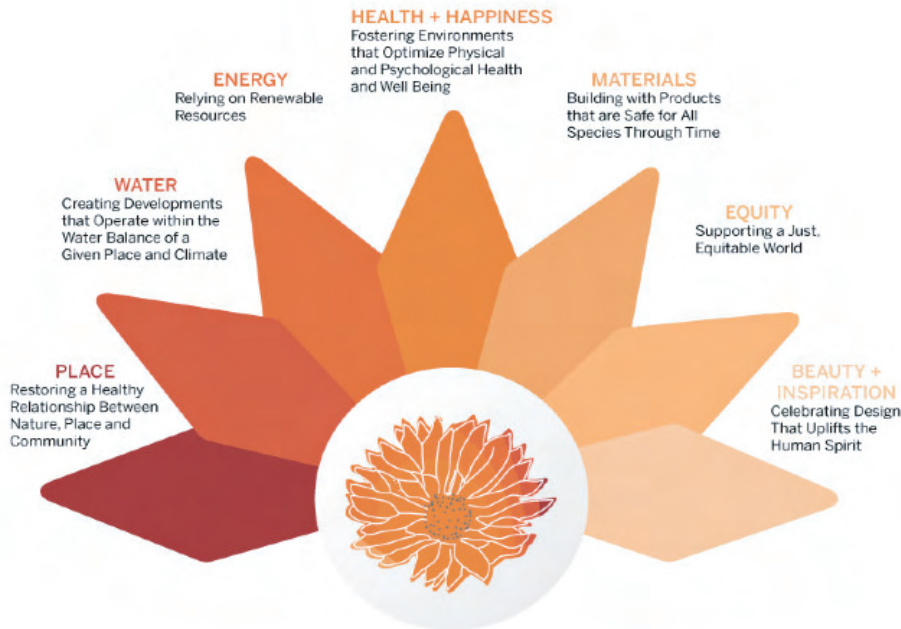 HEALTH + HAPPINESS
Fostering Environments
that Optimize Physical
and Psychological Health
and Well Being
ENERGY
Relying on Renewable
Resources
MATERIALS
Building with Products
that are Safe for All
Species Through Time
WATER
Creating Developments
that Operate within the
Water Balance of a
Given Place and Climate
EQUITY
Supporting a Just,
Equitable World
PLACE
Restoring a Healthy
Relationship Between
Nature, Place and
Community
BEAUTY +
INSPIRATION
Celebrating Design
That Uplifts the
Human Spirit